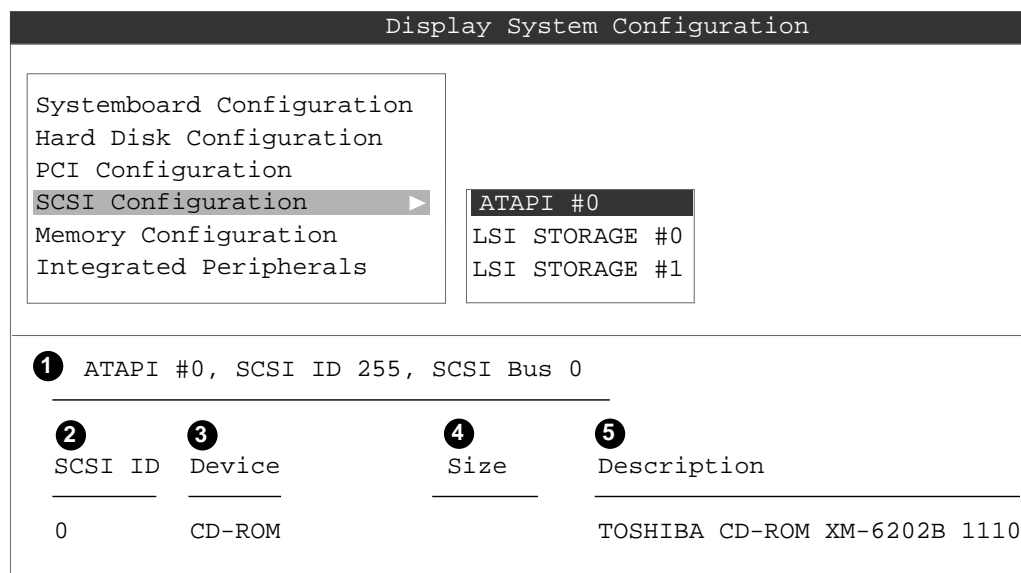 Display System Configuration
Systemboard Configuration
Hard Disk Configuration
PCI Configuration
SCSI Configuration
Memory Configuration
Integrated Peripherals
ATAPI #0
LSI STORAGE #0
LSI STORAGE #1
1 ATAPI #0, SCSI ID 255, SCSI Bus 0
2 3 4 5
SCSI ID Device Size Description
0 CD-ROM TOSHIBA CD-ROM XM-6202B 1110